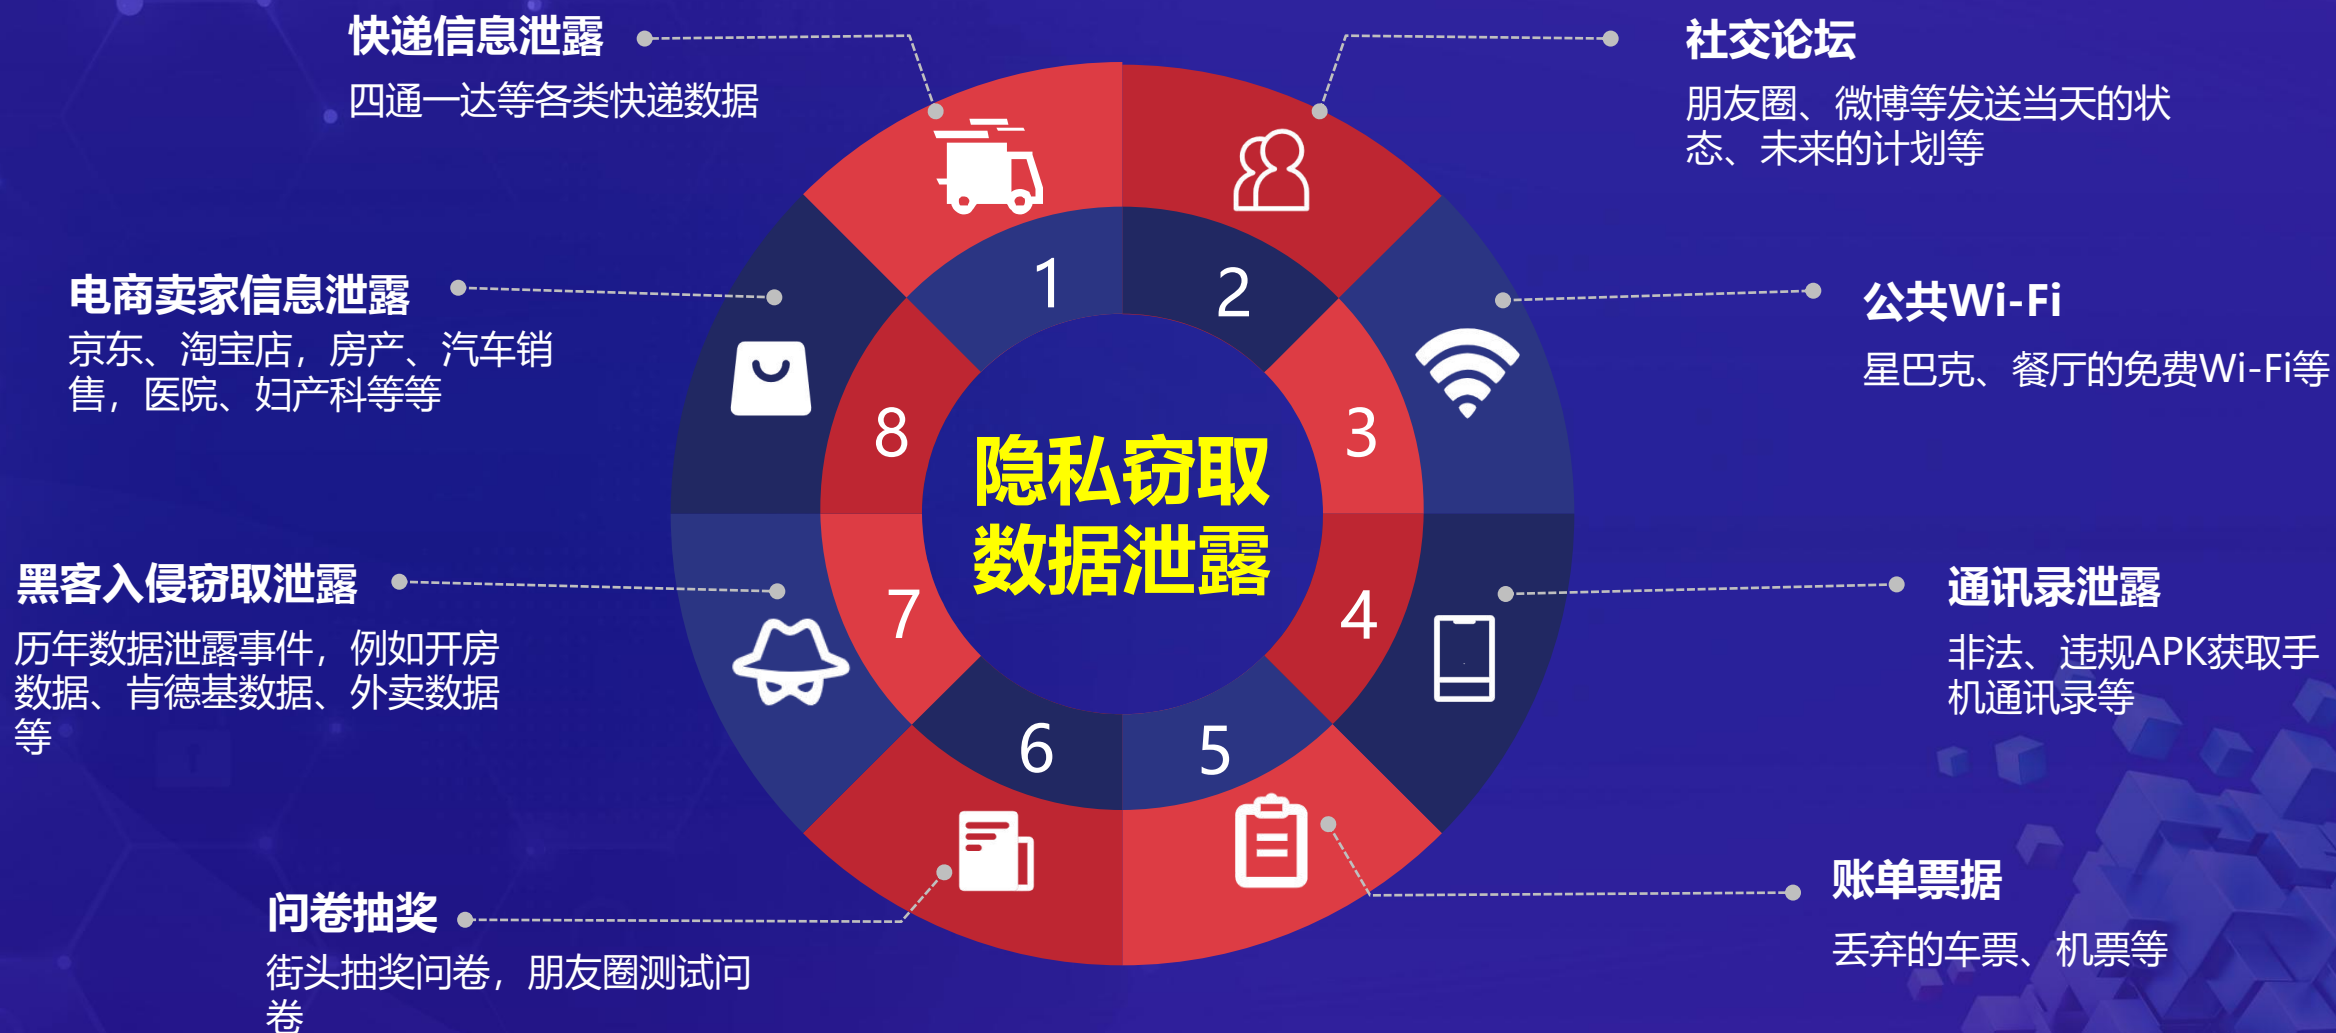 快递信息泄露
四通一达等各类快递数据
社交论坛
朋友圈、微博等发送当天的状
态、未来的计划等
公共Wi-Fi
星巴克、餐厅的免费Wi-Fi等
通讯录泄露
非法、违规APK获取手
机通讯录等
账单票据
丢弃的车票、机票等
问卷抽奖
街头抽奖问卷，朋友圈测试问
卷
黑客入侵窃取泄露
历年数据泄露事件，例如开房
数据、肯德基数据、外卖数据
等
电商卖家信息泄露
京东、淘宝店，房产、汽车销
售，医院、妇产科等等
1
2
3
4
5
6
7
8
隐私窃取
数据泄露